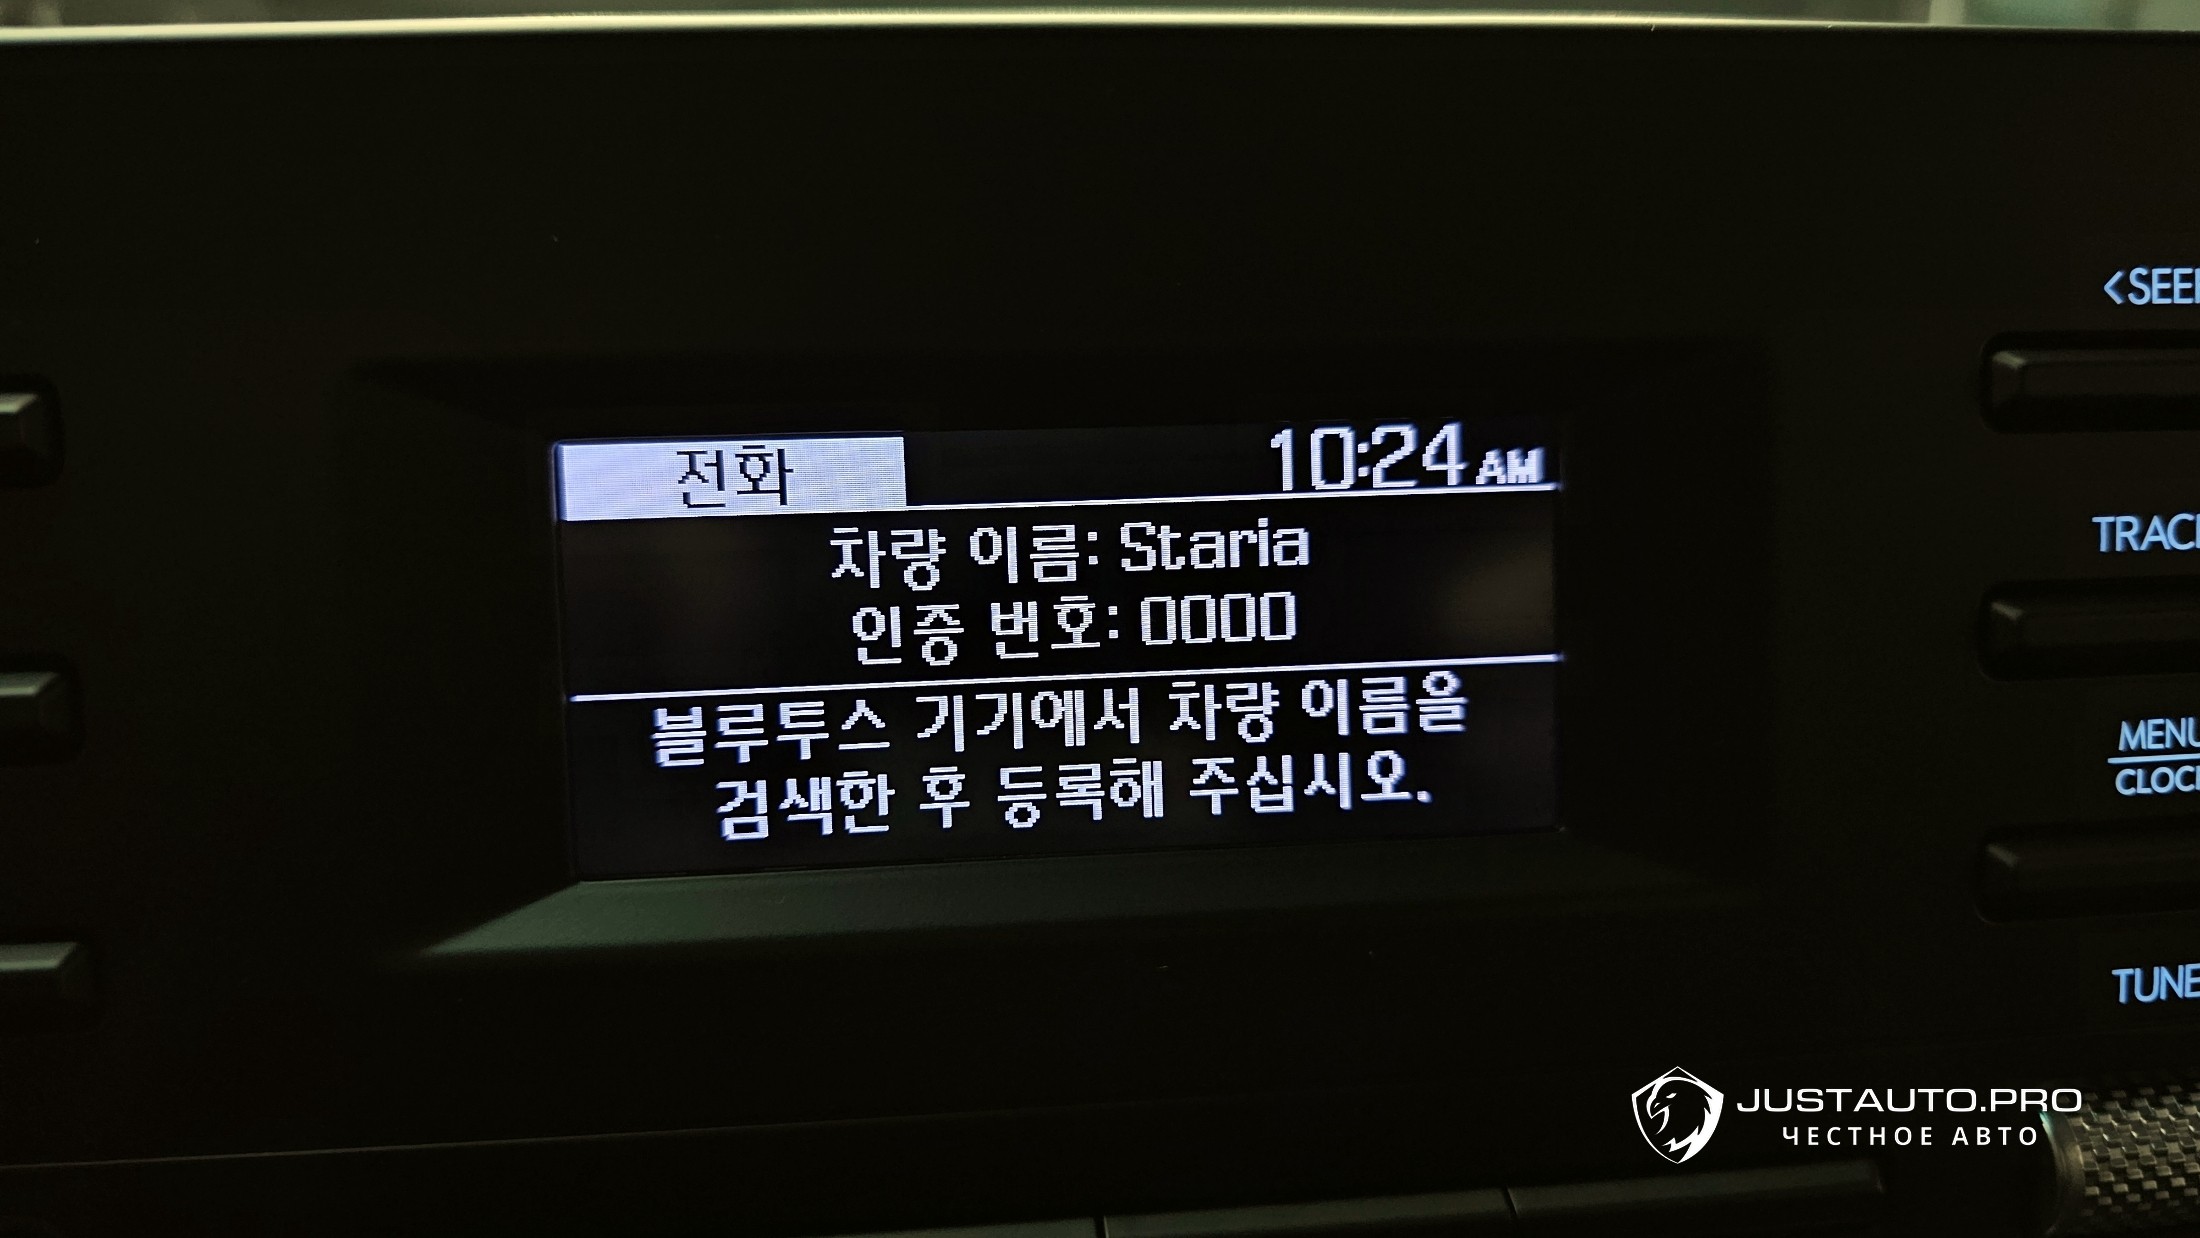 전화
10:24 AM
차량 이름: Staria
인증 번호: 0000
블루투스 기기에서 차량 이름을
검색한 후 등록해 주십시오.
<SEE
TRAC
MENU
CLOC
TUNE
JUSTAUTO.PRO
ЧЕСТНОЕ АВТО